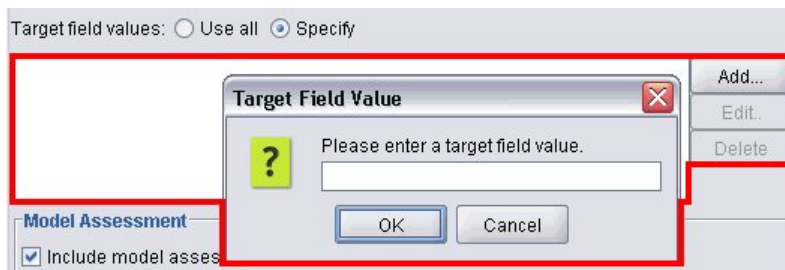 Target field values: Use all Specify
Add...
Target Field Value
Edit..
Please enter a target field value.
Delete
?
OK Cancel
Model Assessment
Include model asses